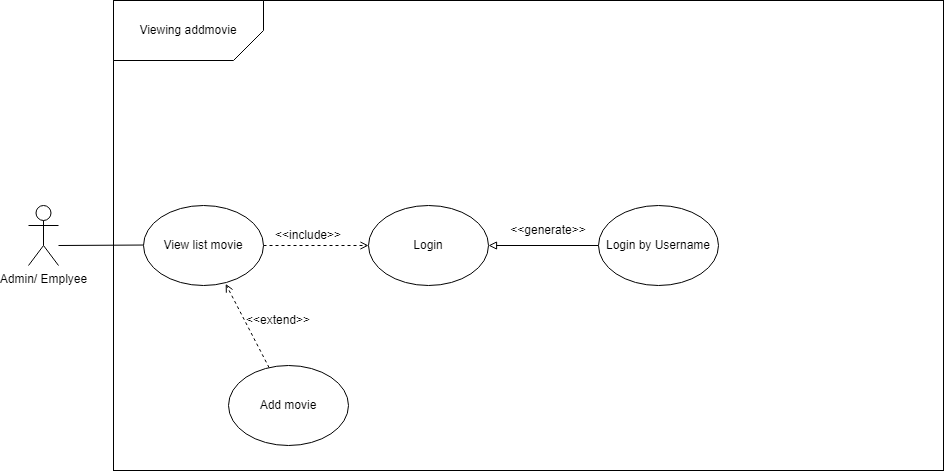 Viewing addmovie
Admin/ Emplyee
View list movie
<<include>>
Login
<<generate>>
Login by Username
<<extend>>
Add movie